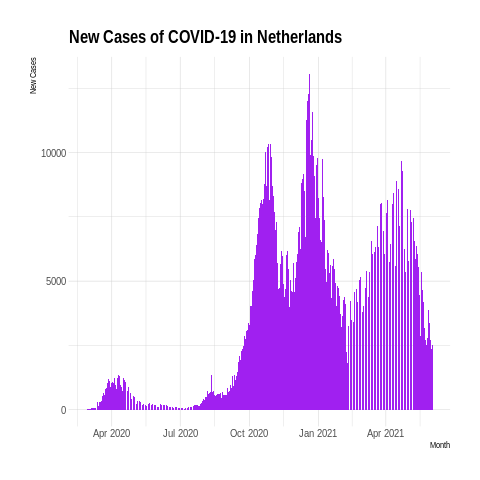 New Cases of COVID-19 in Netherlands
New Cases
10000
5000
0
Apr 2020 Jul 2020 Oct 2020 Jan 2021 Apr 2021
Month